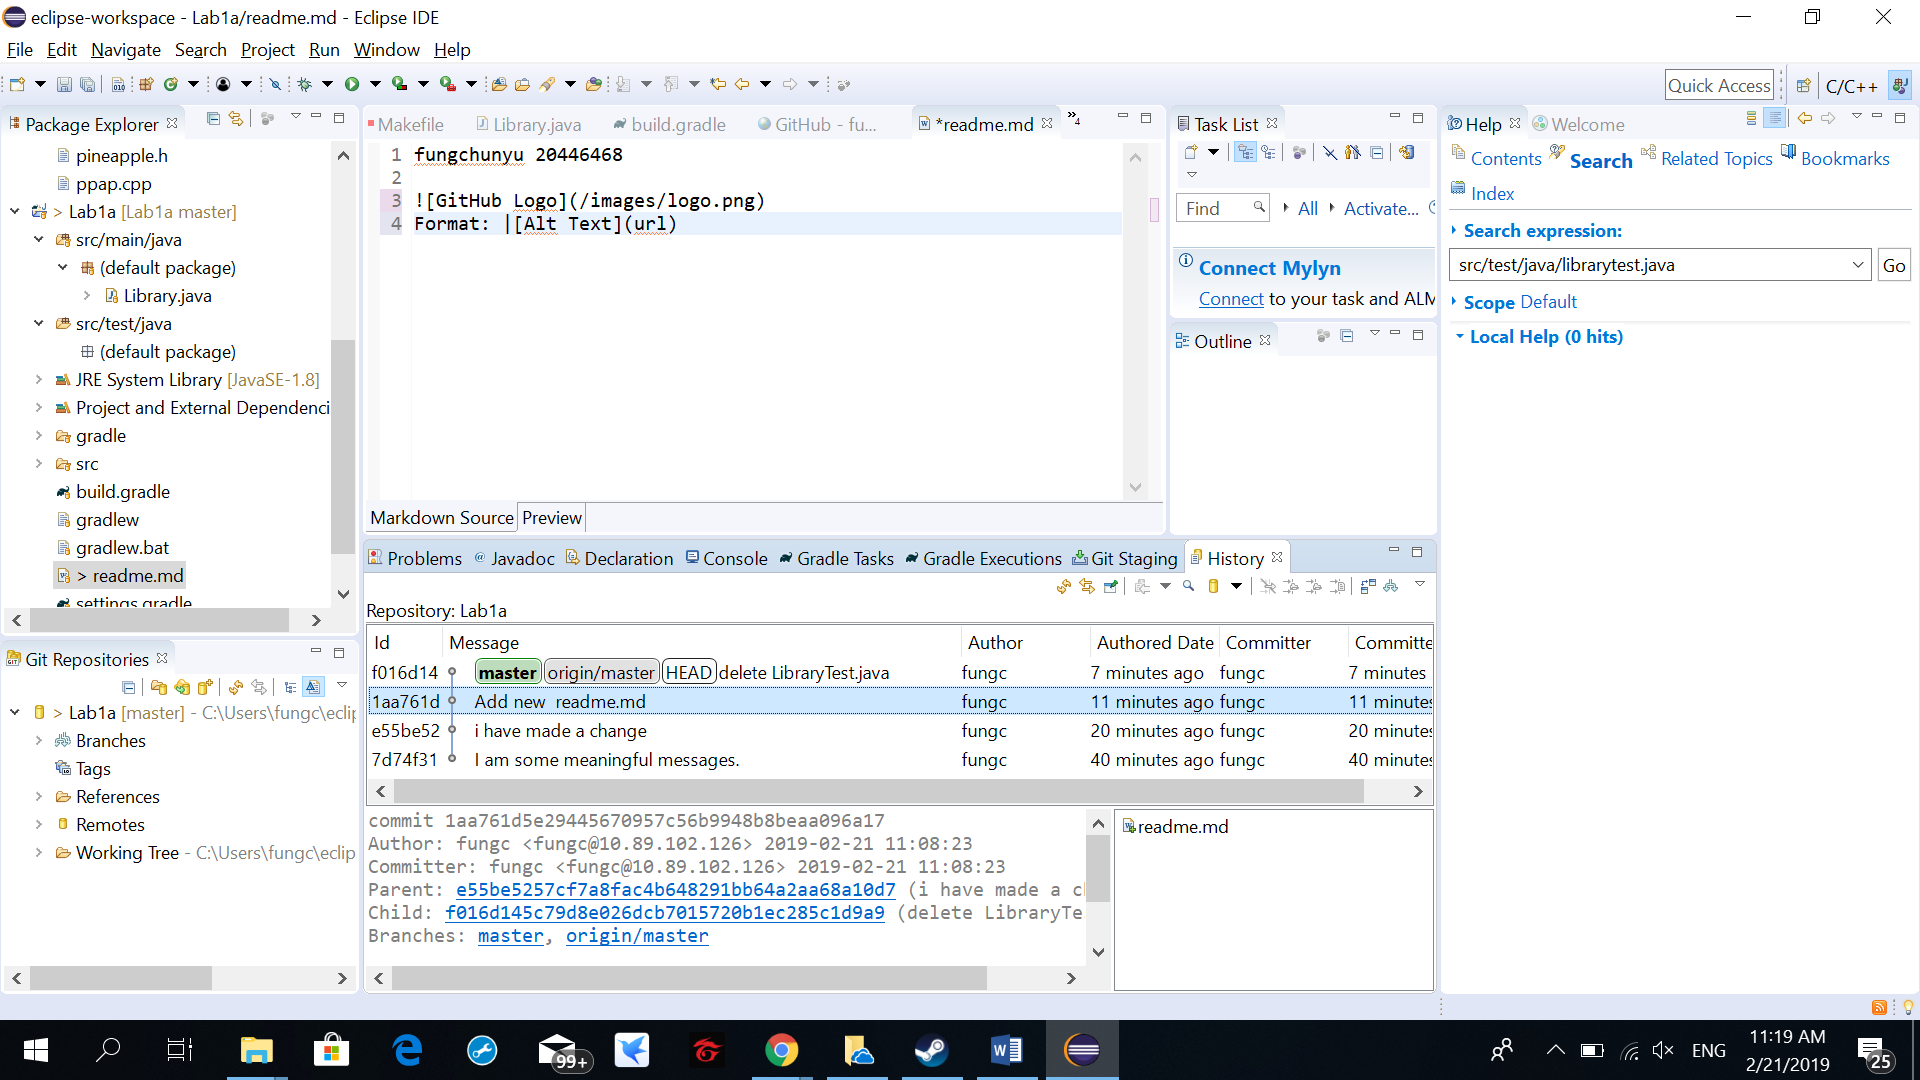 eclipse-workspace - Lab1a/readme.md - Eclipse IDE
File Edit Navigate Search Project Run Window Help
Quick Access C/C++
Package Explorer
pineapple.h
ppap.cpp
> Lab1a [Lab1a master]
src/main/java
(default package)
Library.java
src/test/java
(default package)
JRE System Library [JavaSE-1.8]
Project and External Dependenci
gradle
src
build.gradle
gradlew
gradlew.bat
> readme.md
settings.gradle
Makefile Library.java build.gradle GitHub - fu... *readme.md »4
1 fungchunyu 20446468
2
3 ![GitHub Logo](/images/logo.png)
4 Format: [Alt Text](url)
Markdown Source Preview
Task List
Find All Activate...
Connect Mylyn
Connect to your task and ALM
Outline
Help Welcome
Contents Search Related Topics Bookmarks
Index
Search expression:
src/test/java/librarytest.java Go
Scope Default
Local Help (0 hits)
Git Repositories
> Lab1a [master] - C:\Users\fungc\eclip
Branches
Tags
References
Remotes
Working Tree - C:\Users\fungc\eclip
Problems Javadoc Declaration Console Gradle Tasks Gradle Executions Git Staging History
Repository: Lab1a
Id Message Author Authored Date Committer Committe
f016d14 master origin/master HEAD delete LibraryTest.java fungc 7 minutes ago fungc 7 minutes
1aa761d Add new readme.md fungc 11 minutes ago fungc 11 minutes
e55be52 i have made a change fungc 20 minutes ago fungc 20 minutes
7d74f31 I am some meaningful messages. fungc 40 minutes ago fungc 40 minutes
commit 1aa761d5e29445670957c56b9948b8beaa096a17
Author: fungc <fungc@10.89.102.126> 2019-02-21 11:08:23
Committer: fungc <fungc@10.89.102.126> 2019-02-21 11:08:23
Parent: e55be5257cf7a8fac4b648291bb64a2aa68a10d7 (i have made a c
Child: f016d145c79d8e026dcb7015720b1ec285c1d9a9 (delete LibraryTe
Branches: master, origin/master
readme.md
99+
ENG
11:19 AM
2/21/2019
25